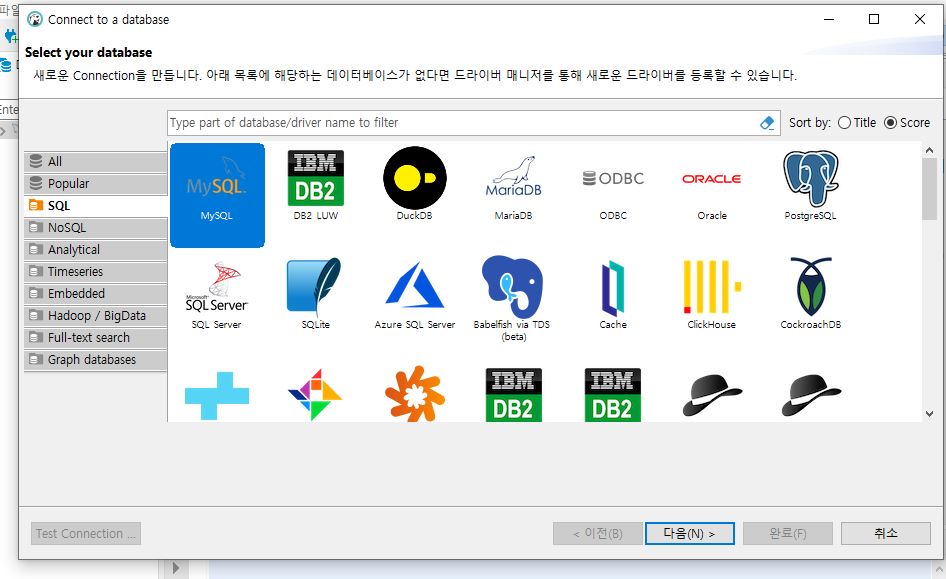 파일
Connect to a database
Select your database
새로운 Connection을 만듭니다. 아래 목록에 해당하는 데이터베이스가 없다면 드라이버 매니저를 통해 새로운 드라이버를 등록할 수 있습니다.
Ente
Type part of database/driver name to filter
Sort by:
Title
Score
All
Popular
SQL
NoSQL
Analytical
Timeseries
Embedded
Hadoop / BigData
Full-text search
Graph databases
MySQL.
IBM
DB2
MariaDB
ODBC
ORACLE
MySQL
DB2 LUW
DuckDB
MariaDB
ODBC
Oracle
PostgreSQL
Microsoft
SQL Server
SQL Server
SQLite
Azure SQL Server
Babelfish via TDS
(beta)
Cache
ClickHouse
CockroachDB
IBM
DB2
IBM
DB2
Test Connection ...
< 이전(B)
다음(N) >
완료(F)
취소